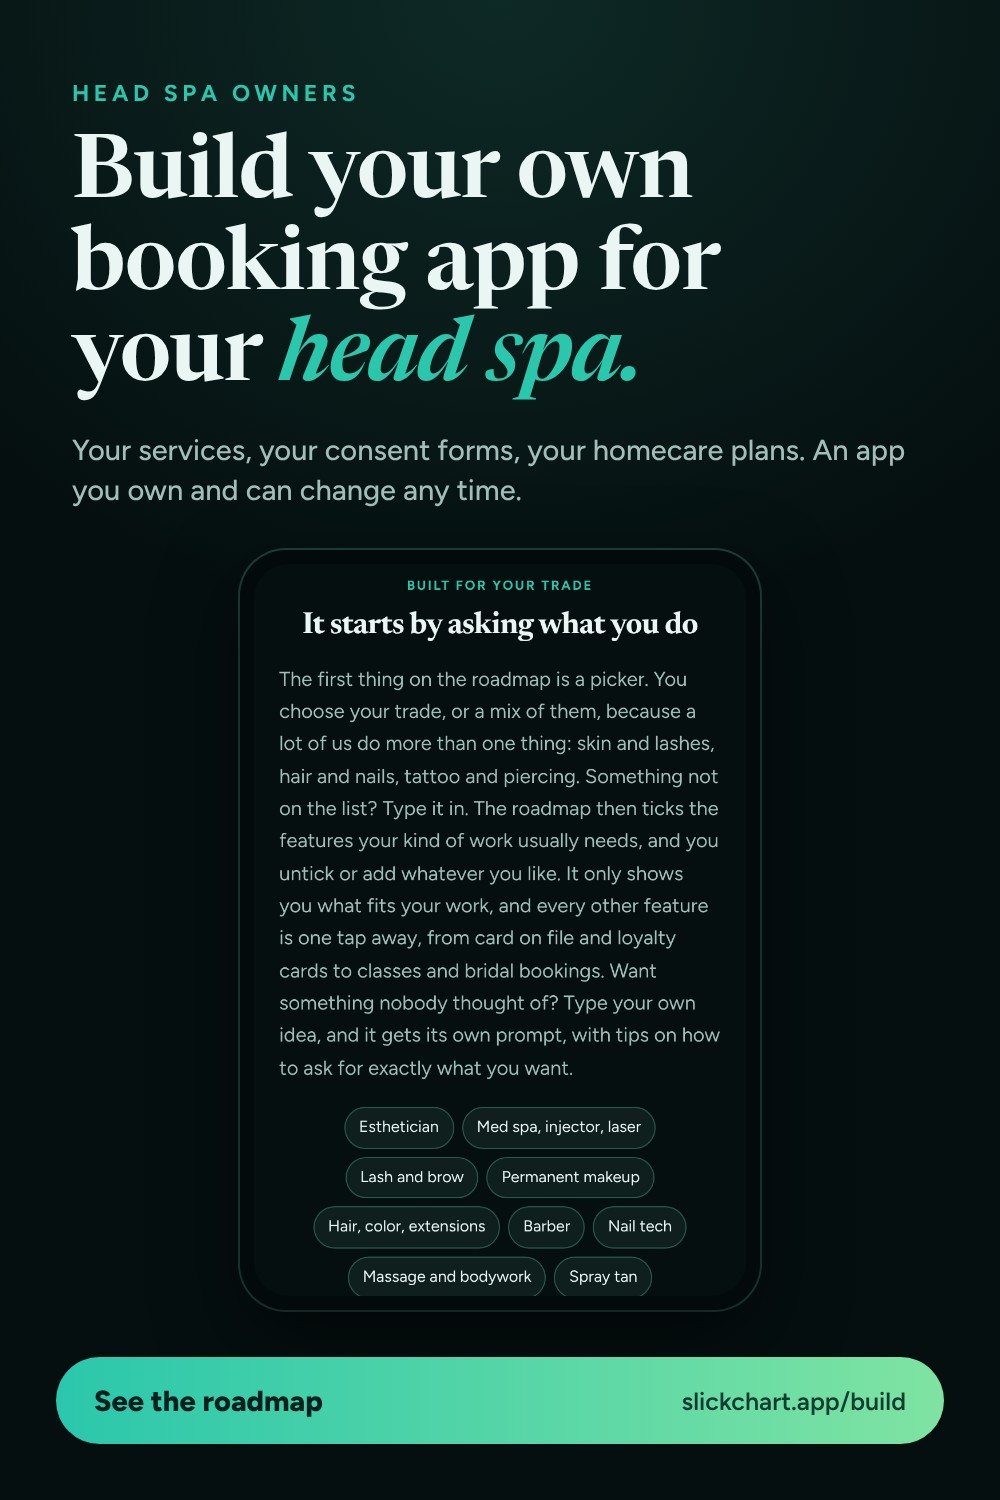 HEAD SPA OWNERS
Build your own
booking app for
your head spa.
Your services, your consent forms, your homecare plans. An app
you own and can change any time.
BUILT FOR YOUR TRADE
It starts by asking what you do
The first thing on the roadmap is a picker. You
choose your trade, or a mix of them, because a
lot of us do more than one thing: skin and lashes,
hair and nails, tattoo and piercing. Something not
on the list? Type it in. The roadmap then ticks the
features your kind of work usually needs, and you
untick or add whatever you like. It only shows
you what fits your work, and every other feature
is one tap away, from card on file and loyalty
cards to classes and bridal bookings. Want
something nobody thought of? Type your own
idea, and it gets its own prompt, with tips on how
to ask for exactly what you want.
Esthetician Med spa, injector, laser
Lash and brow Permanent makeup
Hair, color, extensions Barber Nail tech
Massage and bodywork Spray tan
See the roadmap slickchart.app/build